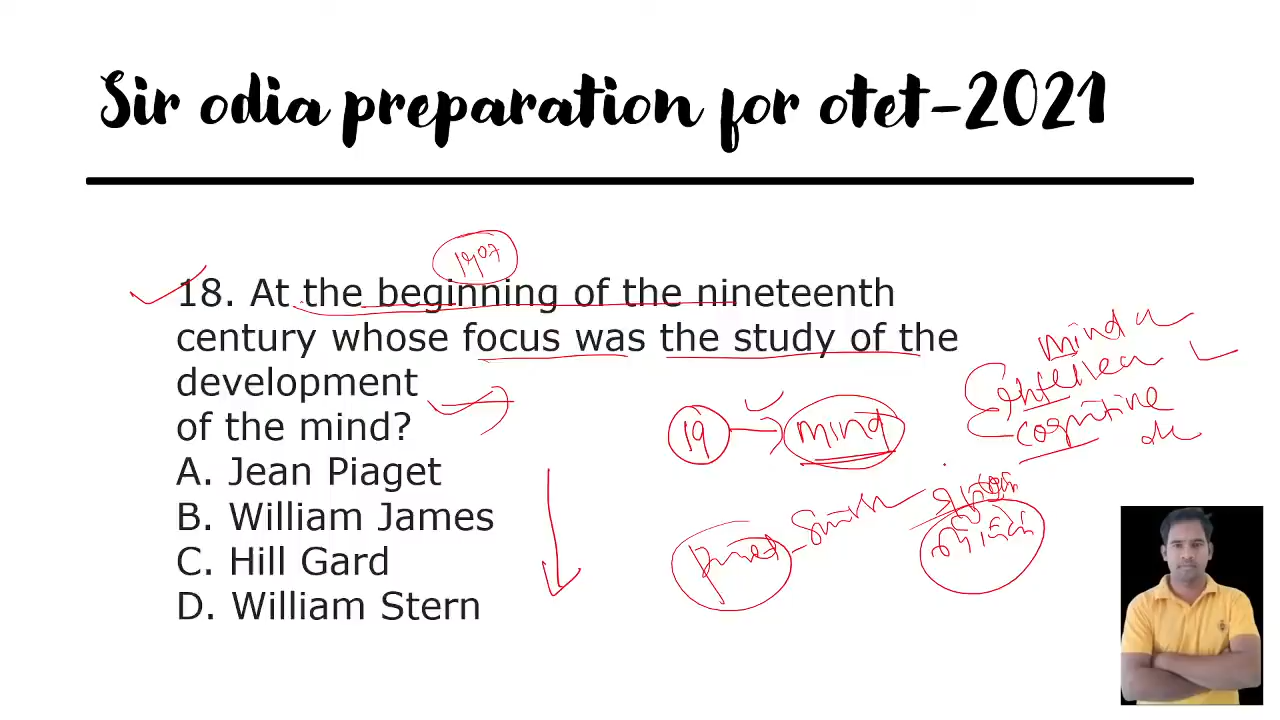 Sir odia preparation for otet-2021
1907
18. At the beginning of the nineteenth
century whose focus was the study of the
development
of the mind?
A. Jean Piaget
B. William James
C. Hill Gard
D. William Stern
mind
19 mind
cognitive